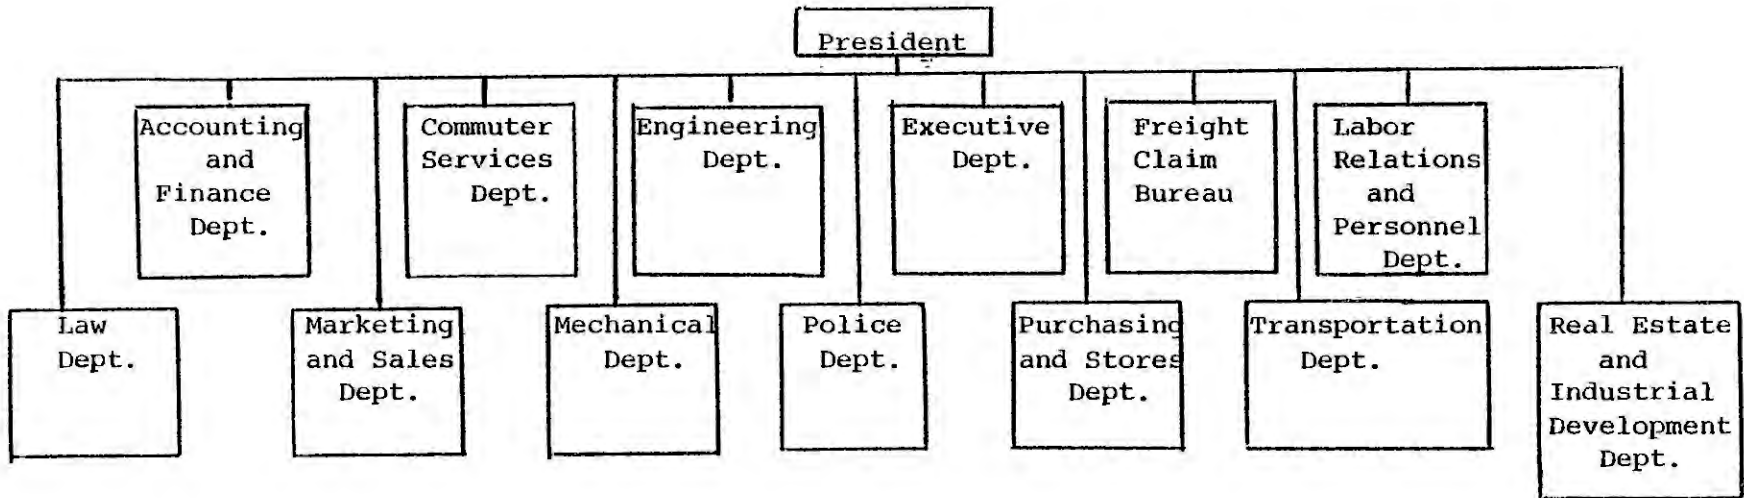 President
Accounting
and
Finance
Dept.
Commuter
Services
Dept.
Engineering
Dept.
Executive
Dept.
Freight
Claim
Bureau
Labor
Relations
and
Personnel
Dept.
Law
Dept.
Marketing
and Sales
Dept.
Mechanical
Dept.
Police
Dept.
Purchasing
and Stores
Dept.
Transportation
Dept.
Real Estate
and
Industrial
Development
Dept.